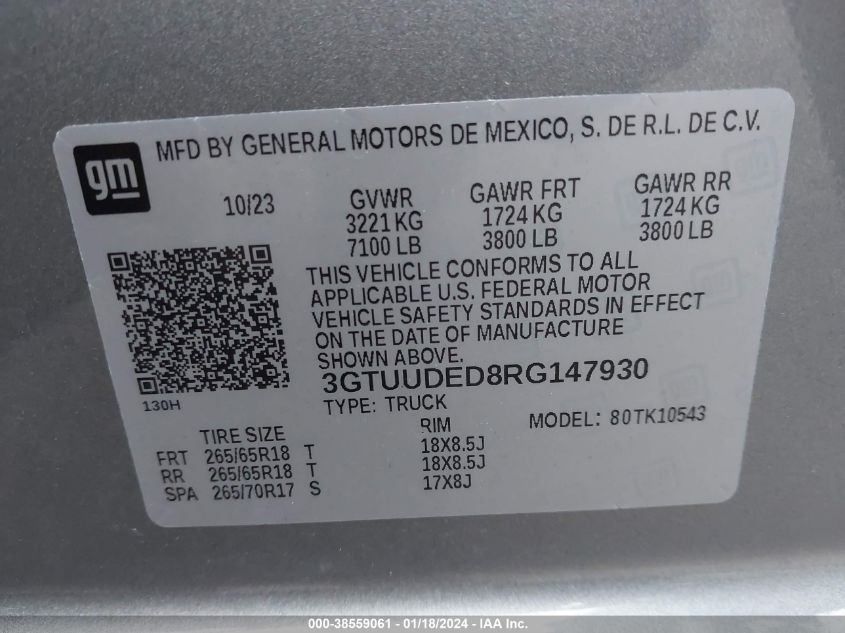 gm MFD BY GENERAL MOTORS DE MEXICO, S. DE R.L. DE C.V.
10/23 GVWR GAWR FRT GAWR RR
3221 KG 1724 KG 1724 KG
7100 LB 3800 LB 3800 LB
THIS VEHICLE CONFORMS TO ALL
APPLICABLE U.S. FEDERAL MOTOR
VEHICLE SAFETY STANDARDS IN EFFECT
ON THE DATE OF MANUFACTURE
SHOWN ABOVE.
3GTUUDED8RG147930
130H TYPE: TRUCK
MODEL: 80TK10543
TIRE SIZE RIM
FRT 265/65R18 T 18X8.5J
RR 265/65R18 T 18X8.5J
SPA 265/70R17 S 17X8J
000-38559061 - 01/18/2024 - IAA Inc.